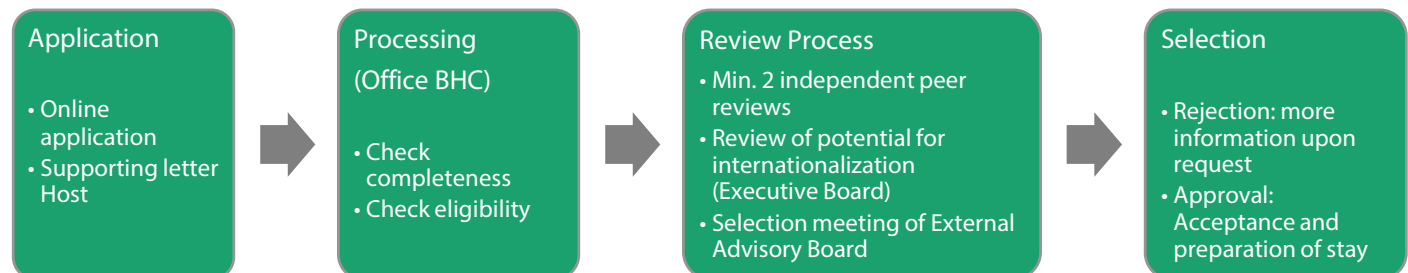 Application
• Online
application
• Supporting letter
Host
Processing
(Office BHC)
• Check
completeness
• Check eligibility
Review Process
• Min. 2 independent peer
reviews
• Review of potential for
internationalization
(Executive Board)
• Selection meeting of External
Advisory Board
Selection
• Rejection: more
information upon
request
• Approval:
Acceptance and
preparation of stay